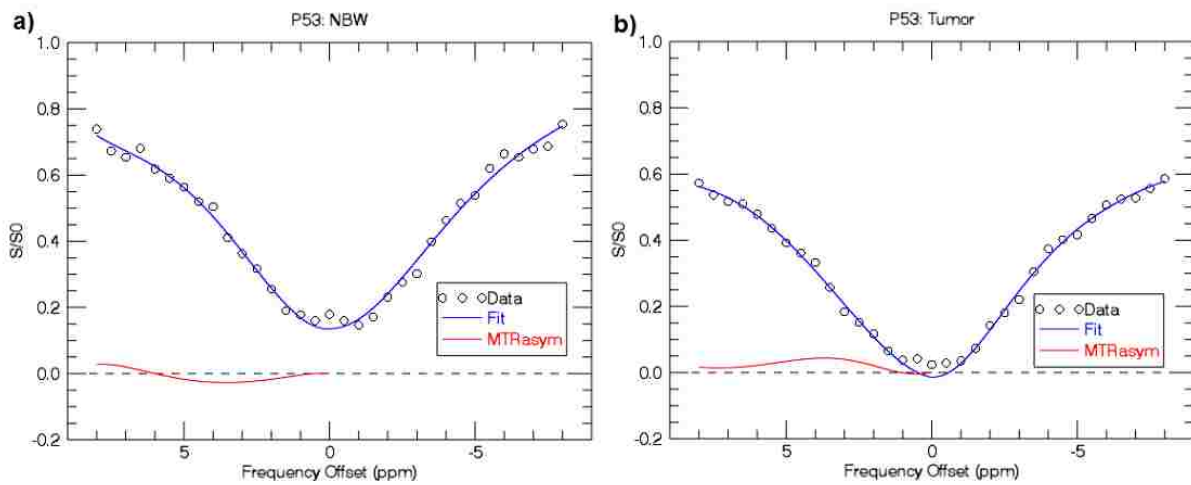 a)
P53: NBW
1.0
0.8
0.6
0.4
0.2
0.0
-0.2
S/S0
5
0
-5
Frequency Offset (ppm)
Data
Fit
MTRasym
b)
P53: Tumor
1.0
0.8
0.6
0.4
0.2
0.0
-0.2
S/S0
5
0
-5
Frequency Offset (ppm)
Data
Fit
MTRasym